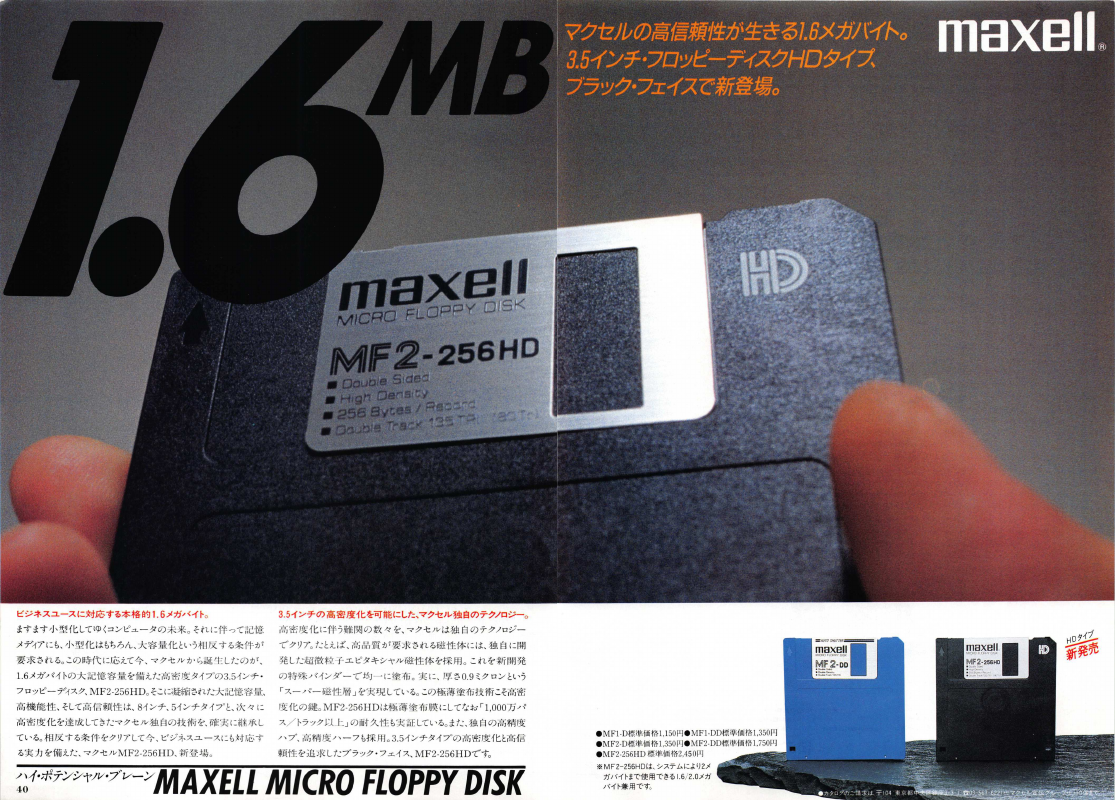 1.6MB
マクセルの高信頼性が生きる1.6メガバイト。
3.5インチ・フロッピーディスクHDタイプ、
ブラック・フェイスで新登場。
maxell®
maxell
MICRO FLOPPY DISK
MF2-256HD
Double Sided
High Density
256 Bytes / Record
Double Track 135 TPI
HD
ビジネスユースに対応する本格的1.6メガバイト。
ますます小型化してゆくコンピュータの未来。それに伴って記憶
メディアにも、小型化はもちろん、大容量化という相反する条件が
要求される。この時代に応えて今、マクセルから誕生したのが、
1.6メガバイトの大記憶容量を備えた高密度タイプの3.5インチ・
フロッピーディスク、MF2-256HD。そこに凝縮された大記憶容量、
高機能性、そして高信頼性は、8インチ、5インチタイプと、次々に
高密度化を達成してきたマクセル独自の技術を、確実に継承し
ている。相反する条件をクリアして今、ビジネスユースにも対応す
る実力を備えた、マクセルMF2-256HD、新登場。
3.5インチの高密度化を可能にした、マクセル独自のテクノロジー。
高密度化に伴う難関の数々を、マクセルは独自のテクノロジー
でクリア。たとえば、高品質が要求される磁性体には、独自に開
発した超微粒子エピタキシャル磁性体を採用。これを新開発
の特殊バインダーで均一に塗布。実に、厚さ0.9ミクロンという
「スーパー磁性層」を実現している。この極薄塗布技術こそ高密
度化の鍵。MF2-256HDは極薄塗布膜にしてなお「1,000万パ
ス／トラック以上」の耐久性も実証している。また、独自の高精度
ハブ、高精度ハーフも採用。3.5インチタイプの高密度化と高信
頼性を追求したブラック・フェイス、MF2-256HDです。
ハイ・ポテンシャル・ブレーン MAXELL MICRO FLOPPY DISK
40
●MF1-D標準価格1,150円●MF1-DD標準価格1,350円
●MF2-D標準価格1,350円●MF2-DD標準価格1,750円
●MF2-256HD 標準価格2,450円
※MF2-256HDは、システムにより2メ
ガバイトまで使用できる1.6/2.0メガ
バイト兼用です。
maxell
MICRO FLOPPY DISK
MF2-DD
maxell
MICRO FLOPPY DISK
MF2-256HD
HD
HDタイプ
新発売
●カタログのご請求は 〒104 東京都中央区